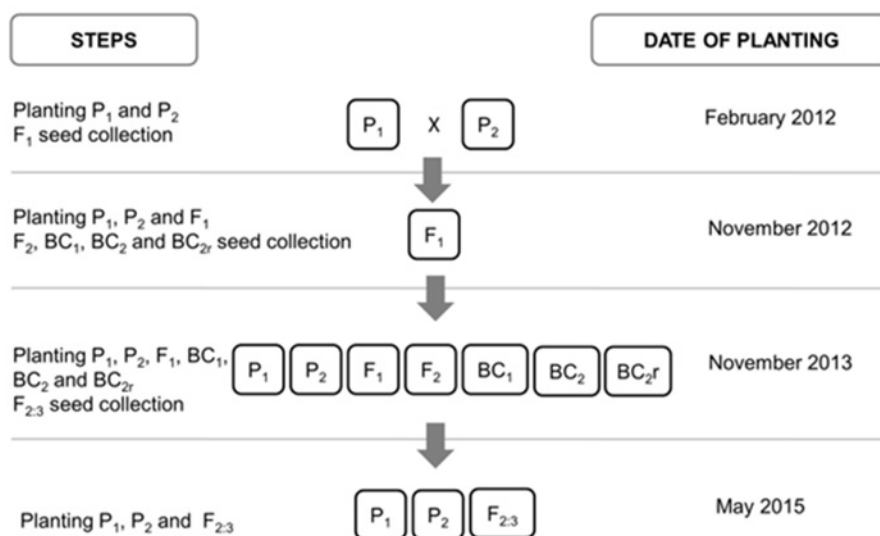 STEPS
DATE OF PLANTING
Planting P₁ and P₂
F₁ seed collection
P₁ X P₂
February 2012
Planting P₁, P₂ and F₁
F₂, BC₁, BC₂ and BC₂ᵣ seed collection
F₁
November 2012
Planting P₁, P₂, F₁, BC₁,
BC₂ and BC₂ᵣ
F₂:₃ seed collection
P₁ P₂ F₁ F₂ BC₁ BC₂ BC₂r
November 2013
Planting P₁, P₂ and F₂:₃
P₁ P₂ F₂:₃
May 2015